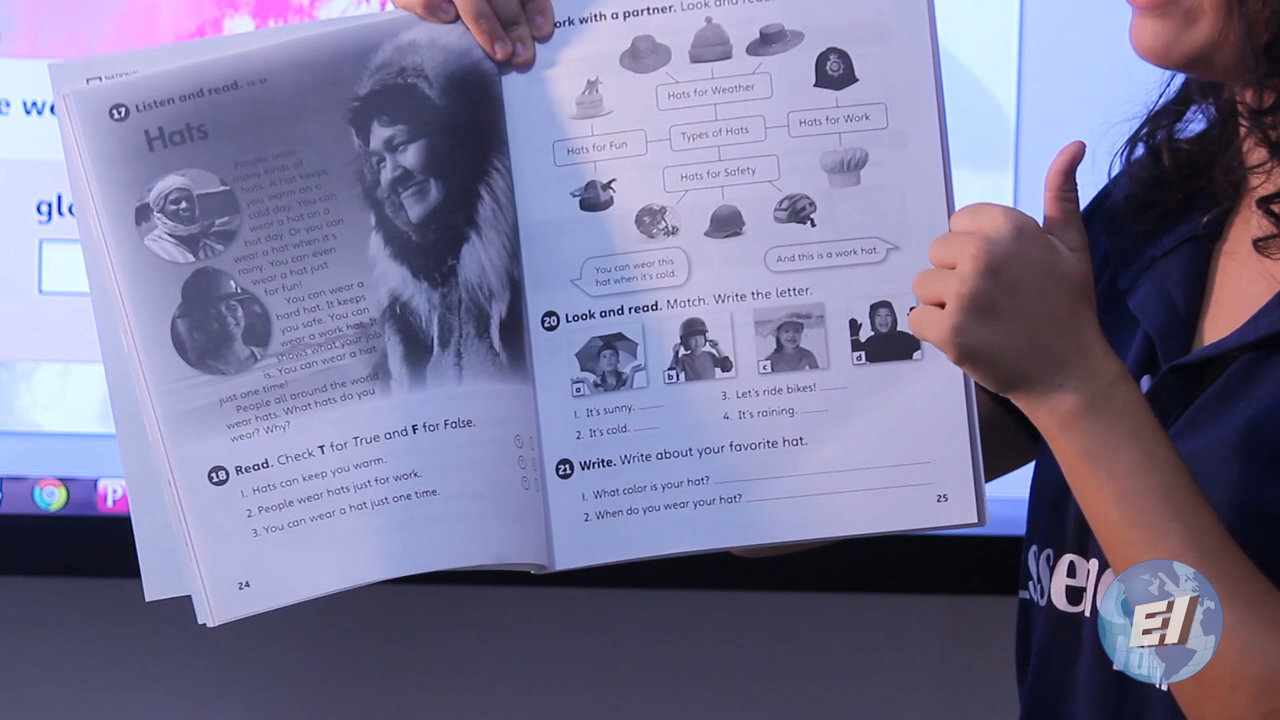 17 Listen and read.
Hats
People wear
many kinds of
hats. A hat keeps
you warm on a
cold day. You can
wear a hat on a
hot day. Or you can
wear a hat when it's
rainy. You can even
wear a hat just
for fun!
You can wear a
hard hat. It keeps
you safe. You can
wear a work hat. It
shows what your job
is. You can wear a hat
just one time!
People all around the world
wear hats. What hats do you
wear? Why?
18 Read. Check T for True and F for False.
1. Hats can keep you warm.
2. People wear hats just for work.
3. You can wear a hat just one time.
24
ork with a partner. Look and read.
Hats for Weather
Hats for Fun
Types of Hats
Hats for Work
Hats for Safety
You can wear this
hat when it's cold.
And this is a work hat.
20 Look and read. Match. Write the letter.
a
b
c
d
1. It's sunny.
2. It's cold.
3. Let's ride bikes!
4. It's raining.
21 Write. Write about your favorite hat.
1. What color is your hat?
2. When do you wear your hat?
25
EI